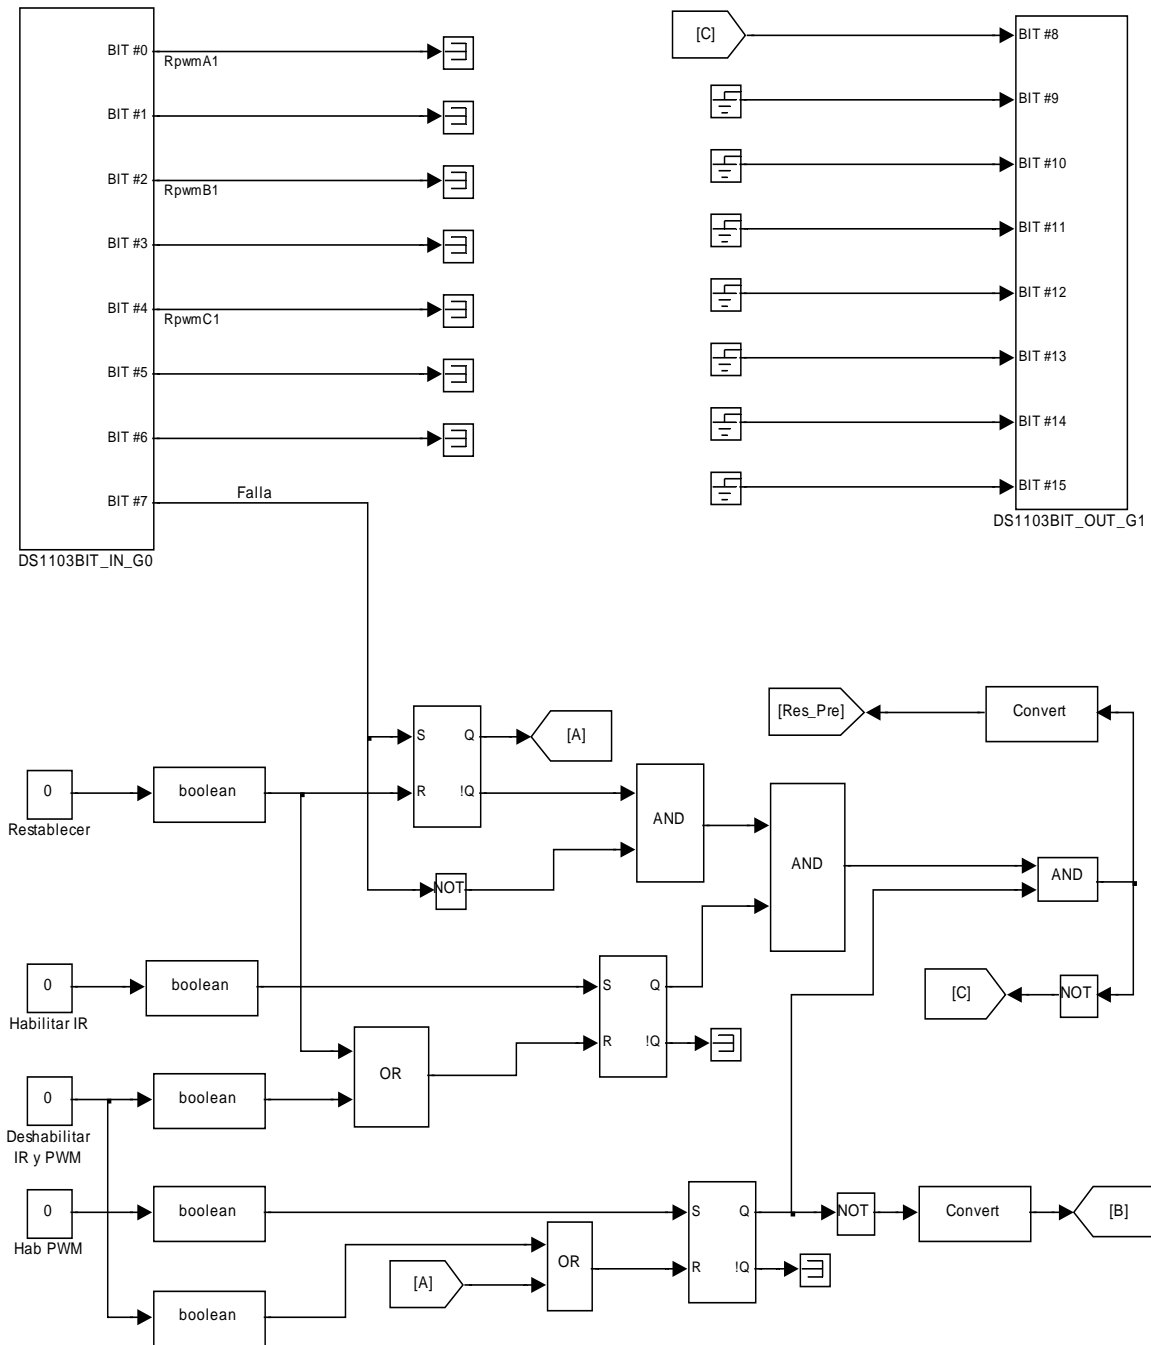 BIT #0
RpwmA1
BIT #1
BIT #2
RpwmB1
BIT #3
BIT #4
RpwmC1
BIT #5
BIT #6
BIT #7
Falla
DS1103BIT_IN_G0
[C]
BIT #8
BIT #9
BIT #10
BIT #11
BIT #12
BIT #13
BIT #14
BIT #15
DS1103BIT_OUT_G1
[Res_Pre]
Convert
S
Q
R
!Q
[A]
0
Restablecer
boolean
NOT
AND
AND
AND
0
Habilitar IR
boolean
S
Q
R
!Q
[C]
NOT
OR
0
Deshabilitar
IR y PWM
boolean
0
Hab PWM
boolean
S
Q
R
!Q
NOT
Convert
[B]
OR
[A]
boolean